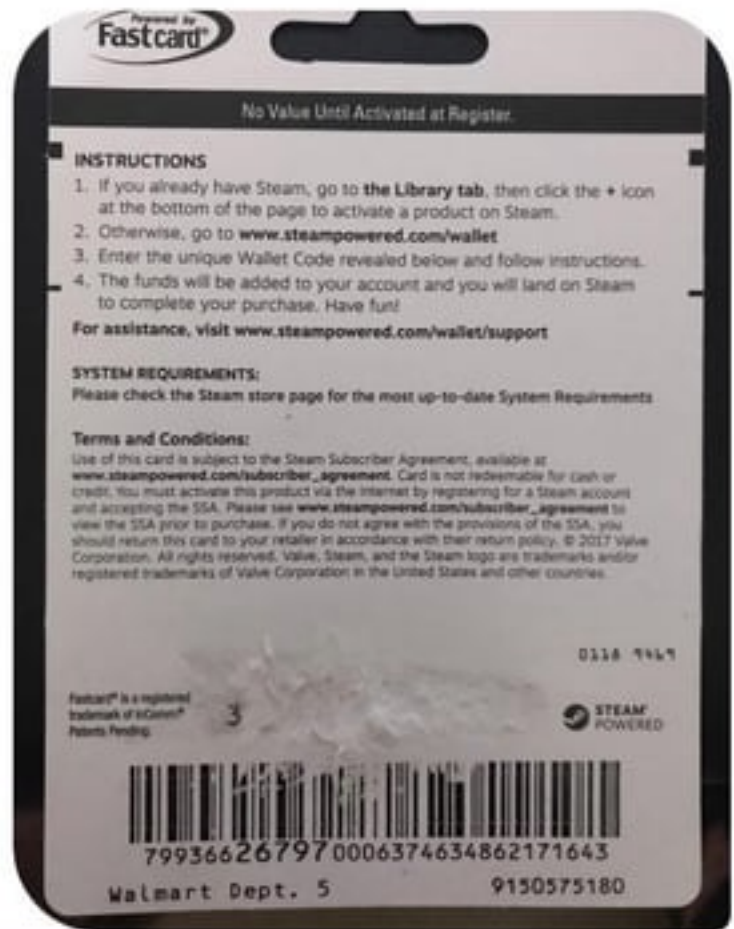 Powered by
Fastcard®
No Value Until Activated at Register.
INSTRUCTIONS
1. If you already have Steam, go to the Library tab, then click the + icon
at the bottom of the page to activate a product on Steam.
2. Otherwise, go to www.steampowered.com/wallet
3. Enter the unique Wallet Code revealed below and follow instructions.
4. The funds will be added to your account and you will land on Steam
to complete your purchase. Have fun!
For assistance, visit www.steampowered.com/wallet/support
SYSTEM REQUIREMENTS:
Please check the Steam store page for the most up-to-date System Requirements
Terms and Conditions:
Use of this card is subject to the Steam Subscriber Agreement, available at
www.steampowered.com/subscriber_agreement. Card is not redeemable for cash or
credit. You must activate this product via the Internet by registering for a Steam account
and accepting the SSA. Please see www.steampowered.com/subscriber_agreement to
view the SSA prior to purchase. If you do not agree with the provisions of the SSA, you
should return this card to your retailer in accordance with their return policy. © 2017 Valve
Corporation. All rights reserved. Valve, Steam, and the Steam logo are trademarks and/or
registered trademarks of Valve Corporation in the United States and other countries.
0118 9469
Fastcard® is a registered
trademark of InComm®
Patents Pending.
3
STEAM®
POWERED
799366267970006374634862171643
Walmart Dept. 5
9150575180